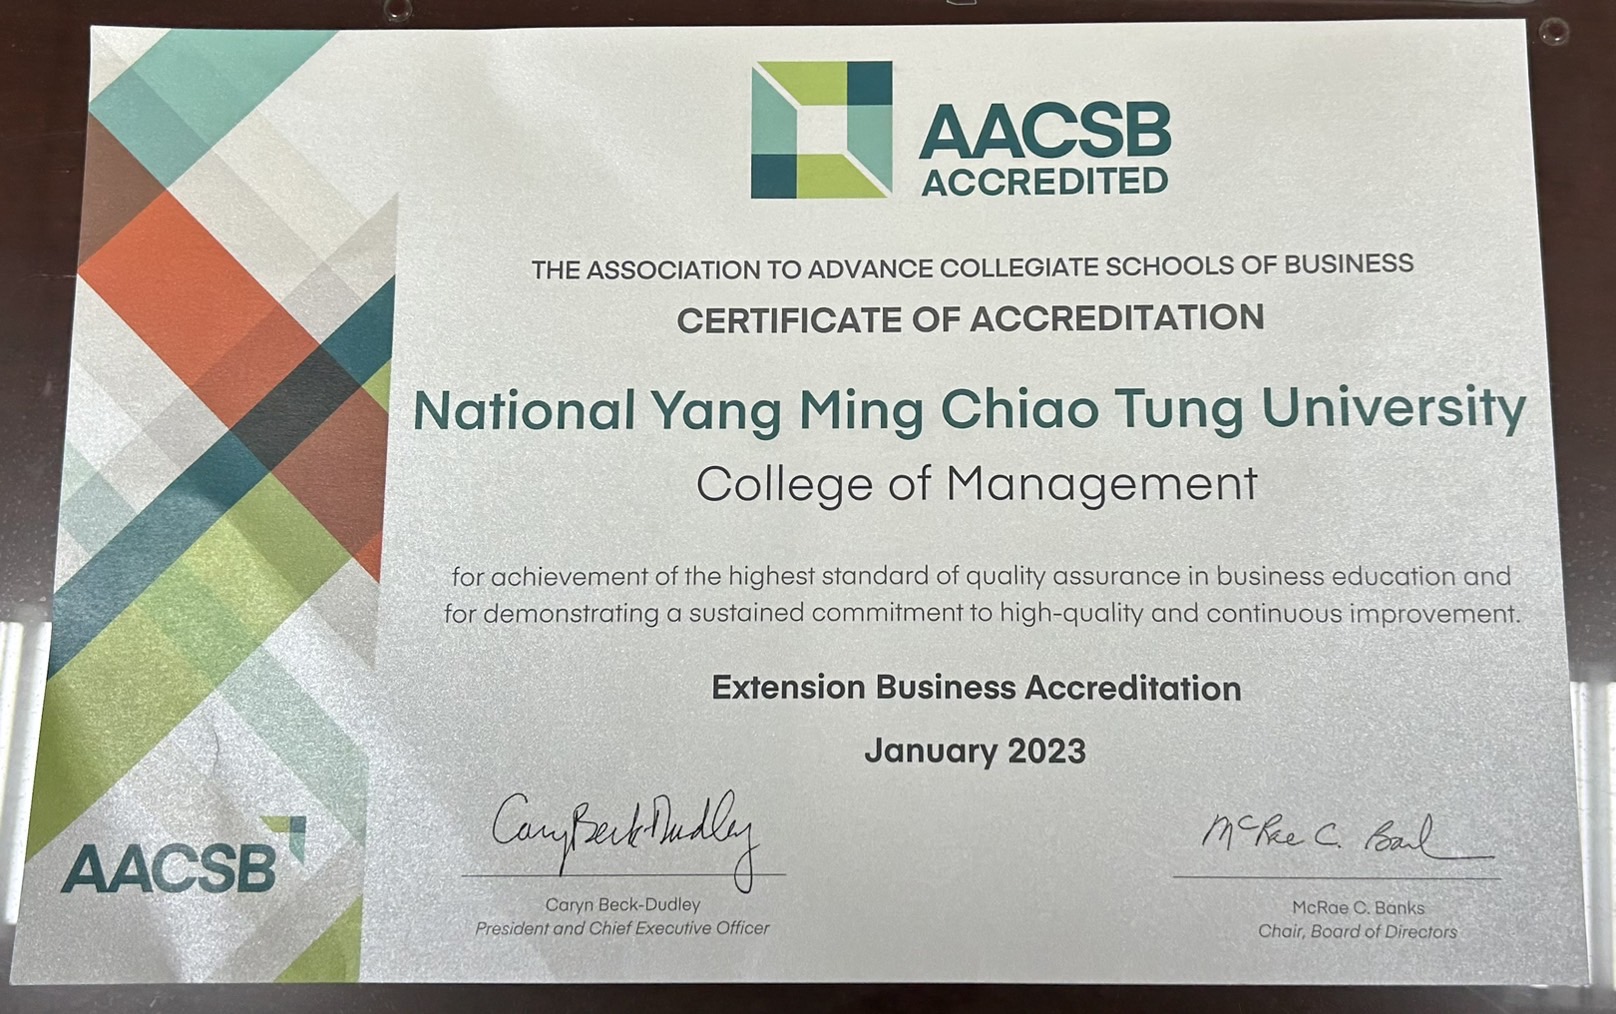 AACSB
ACCREDITED
THE ASSOCIATION TO ADVANCE COLLEGIATE SCHOOLS OF BUSINESS
CERTIFICATE OF ACCREDITATION
National Yang Ming Chiao Tung University
College of Management
for achievement of the highest standard of quality assurance in business education and
for demonstrating a sustained commitment to high-quality and continuous improvement.
Extension Business Accreditation
January 2023
Caryn Beck-Dudley
McRae C. Banks
AACSB
Caryn Beck-Dudley
President and Chief Executive Officer
McRae C. Banks
Chair, Board of Directors